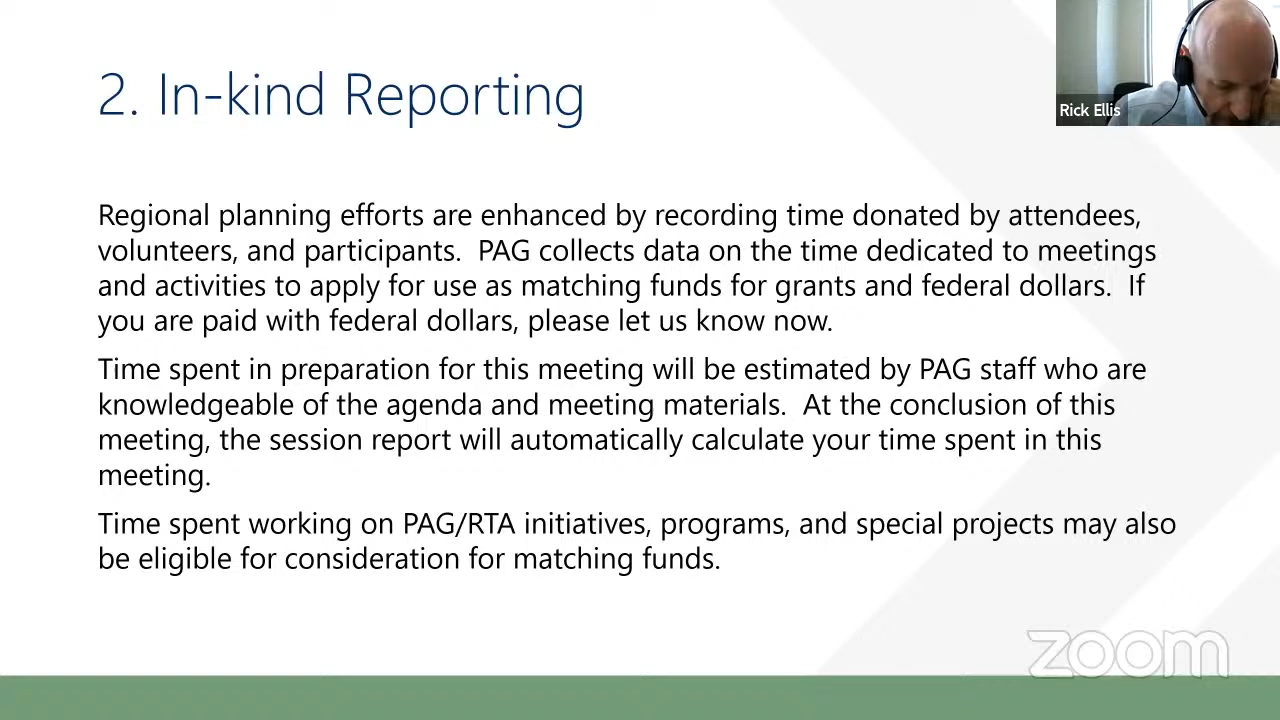 2. In-kind Reporting
Rick Ellis
Regional planning efforts are enhanced by recording time donated by attendees,
volunteers, and participants.  PAG collects data on the time dedicated to meetings
and activities to apply for use as matching funds for grants and federal dollars.  If
you are paid with federal dollars, please let us know now.
Time spent in preparation for this meeting will be estimated by PAG staff who are
knowledgeable of the agenda and meeting materials.  At the conclusion of this
meeting, the session report will automatically calculate your time spent in this
meeting.
Time spent working on PAG/RTA initiatives, programs, and special projects may also
be eligible for consideration for matching funds.
zoom